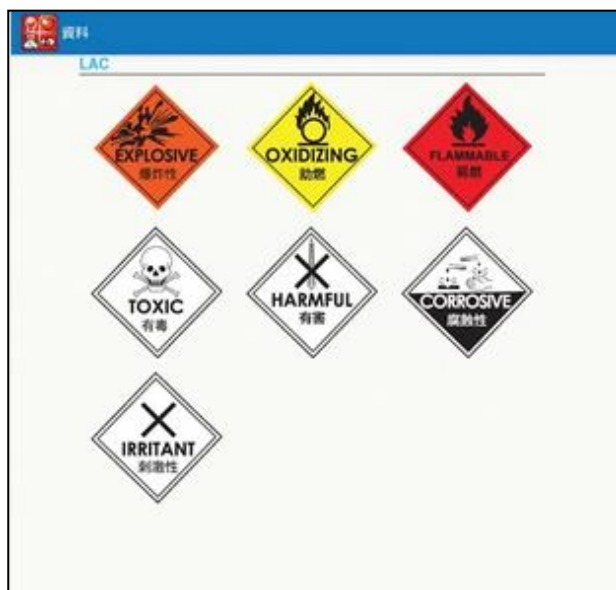 資料
LAC
EXPLOSIVE
爆炸性
OXIDIZING
助燃
FLAMMABLE
易燃
TOXIC
有毒
HARMFUL
有害
CORROSIVE
腐蝕性
IRRITANT
刺激性